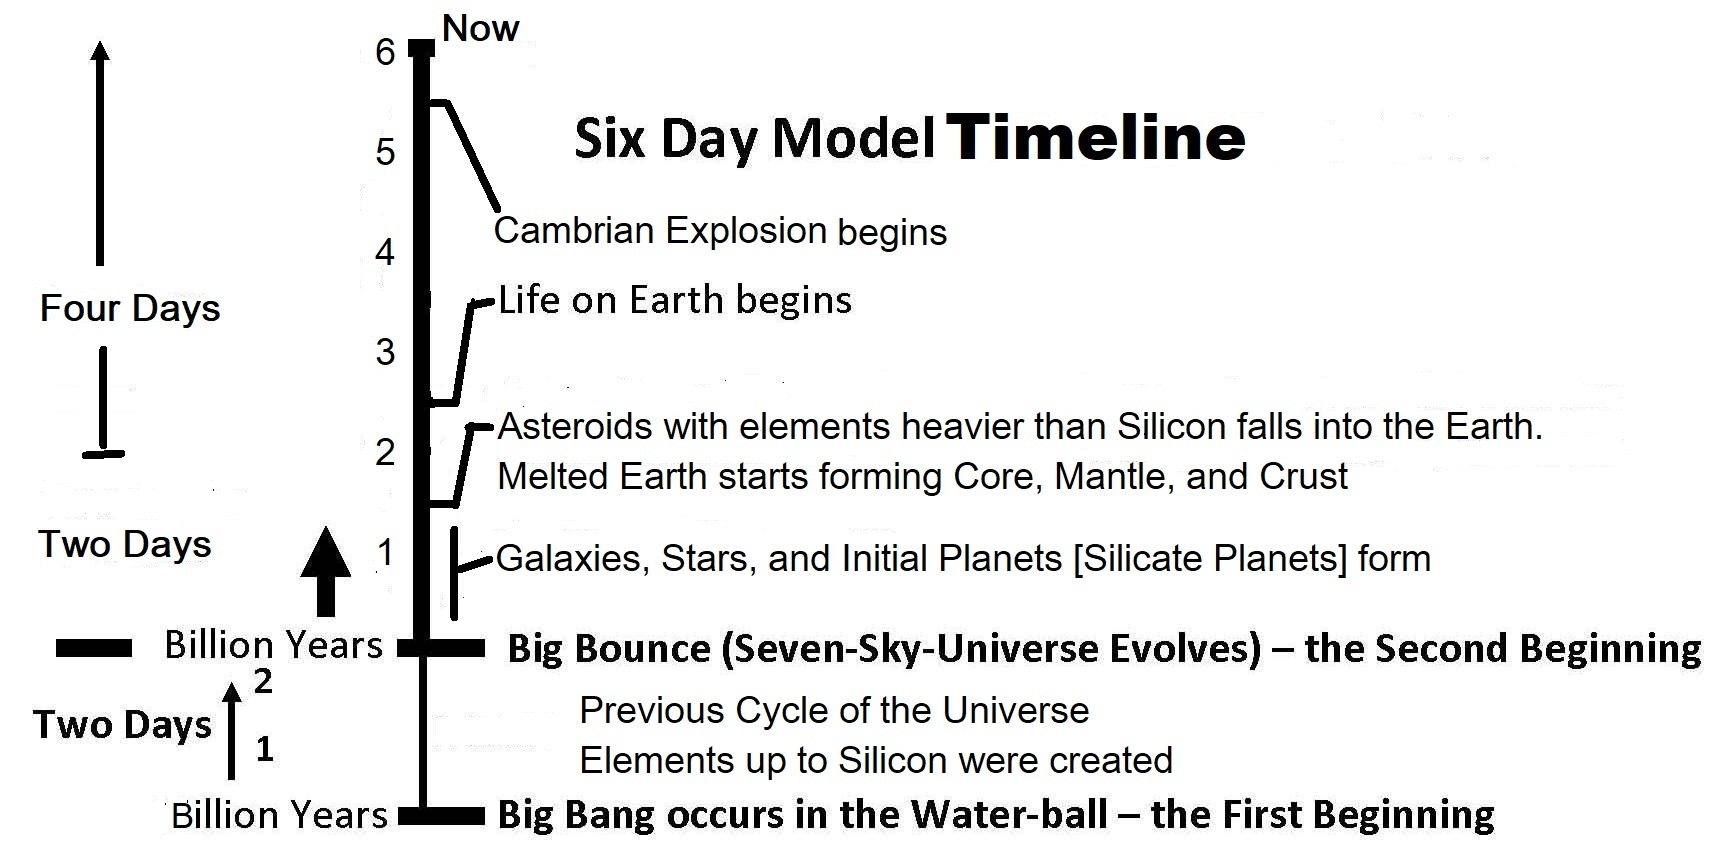 Now
6
Six Day Model Timeline
5
Cambrian Explosion begins
4
Life on Earth begins
Four Days
3
Asteroids with elements heavier than Silicon falls into the Earth.
2
Melted Earth starts forming Core, Mantle, and Crust
Two Days
1
Galaxies, Stars, and Initial Planets [Silicate Planets] form
Billion Years
Big Bounce (Seven-Sky-Universe Evolves) – the Second Beginning
2
Two Days
Previous Cycle of the Universe
1
Elements up to Silicon were created
Billion Years
Big Bang occurs in the Water-ball – the First Beginning